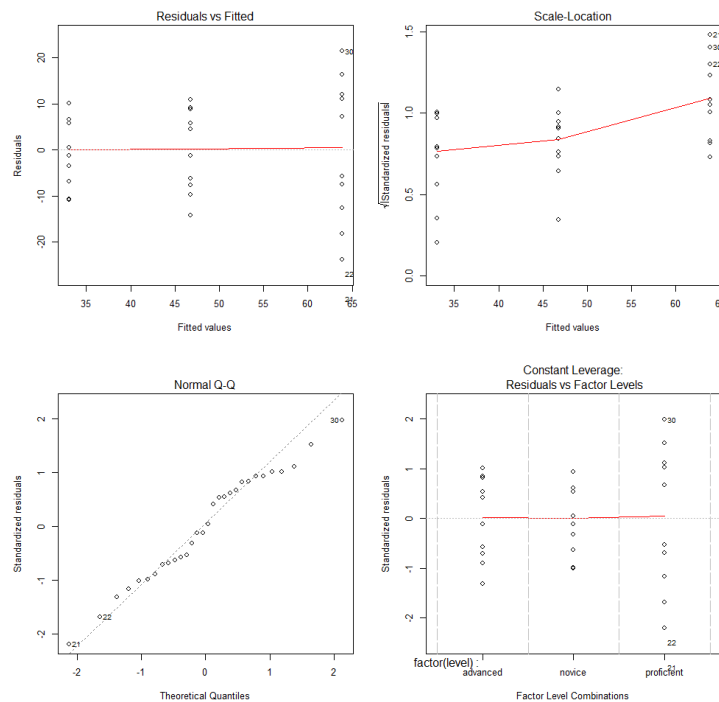 Residuals vs Fitted
Residuals
20
10
0
-10
-20
30
22
21
35 40 45 50 55 60 65
Fitted values
Scale-Location
√|Standardized residuals|
1.5
1.0
0.5
0.0
21
30
22
35 40 45 50 55 60 65
Fitted values
Normal Q-Q
Standardized residuals
2
1
0
-1
-2
30
22
21
-2 -1 0 1 2
Theoretical Quantiles
Constant Leverage:
Residuals vs Factor Levels
Standardized residuals
2
1
0
-1
-2
30
22
21
factor(level) :
advanced novice proficient
Factor Level Combinations